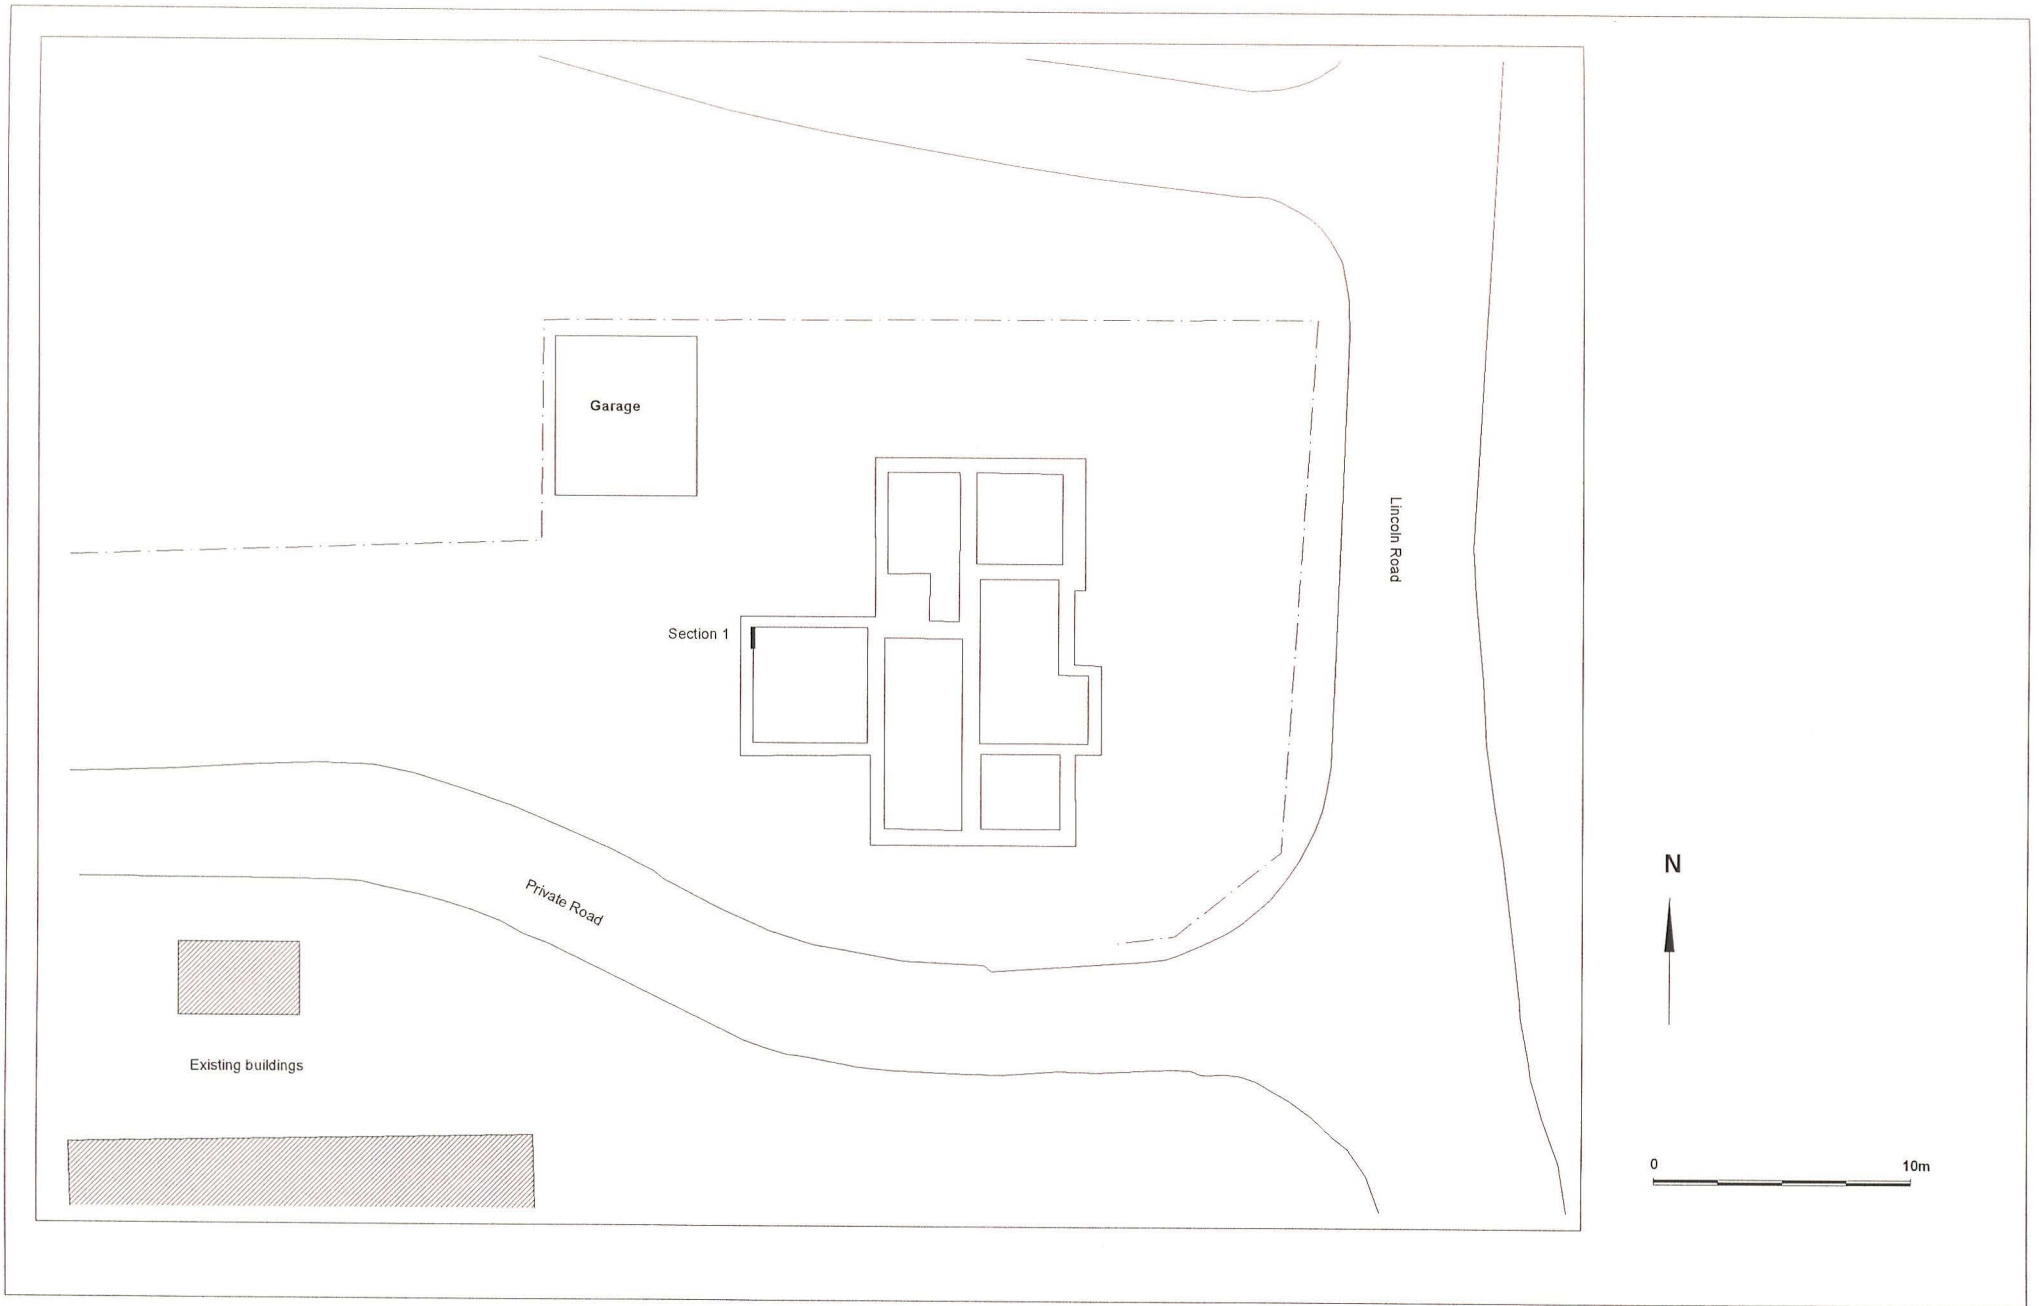 Garage
Lincoln Road
Section 1
Private Road
N
Existing buildings
0 10m